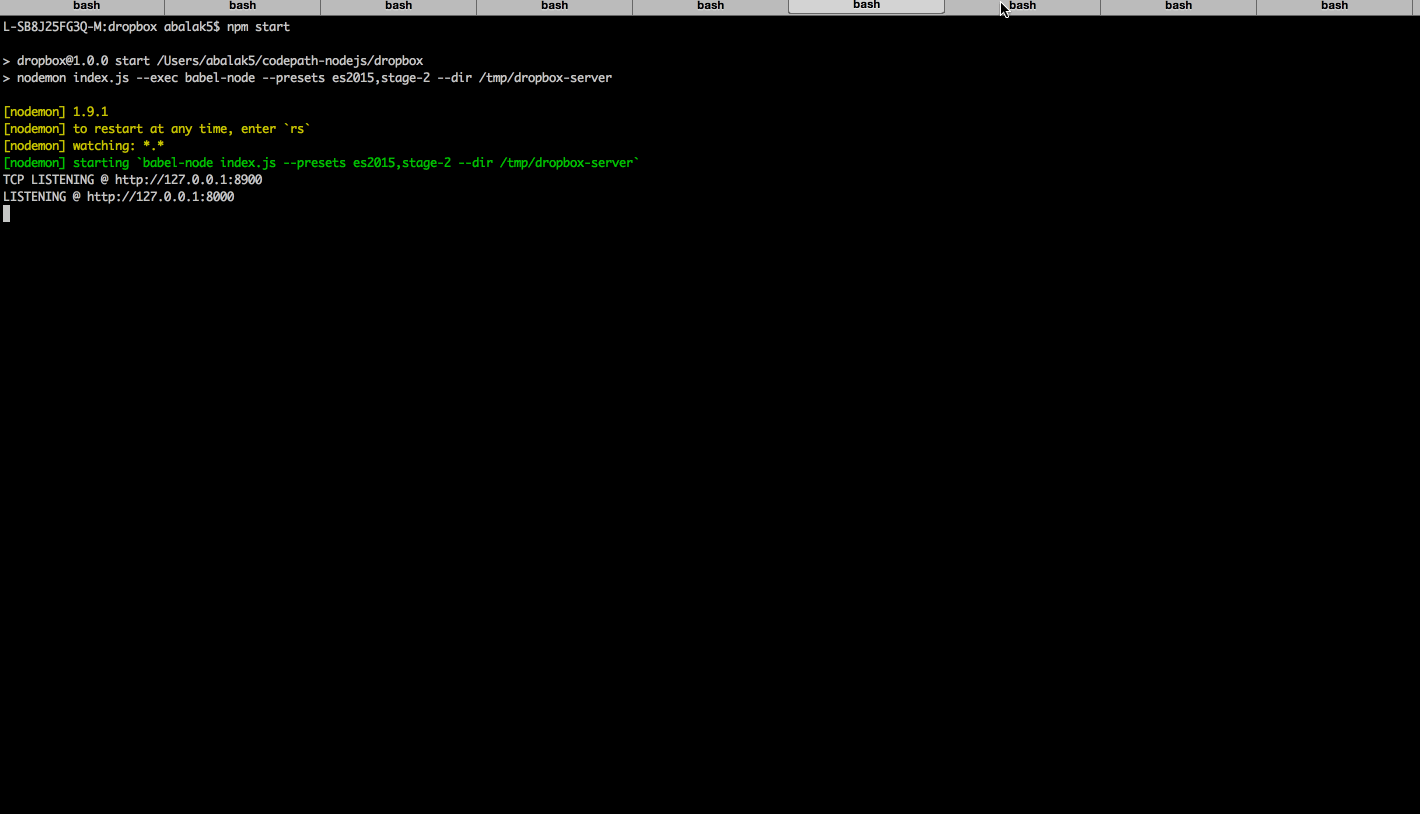 bash bash bash bash bash bash bash bash bash
L-SB8J25FG3Q-M:dropbox abalak5$ npm start
> dropbox@1.0.0 start /Users/abalak5/codepath-nodejs/dropbox
> nodemon index.js --exec babel-node --presets es2015,stage-2 --dir /tmp/dropbox-server
[nodemon] 1.9.1
[nodemon] to restart at any time, enter `rs`
[nodemon] watching: *.*
[nodemon] starting `babel-node index.js --presets es2015,stage-2 --dir /tmp/dropbox-server`
TCP LISTENING @ http://127.0.0.1:8900
LISTENING @ http://127.0.0.1:8000